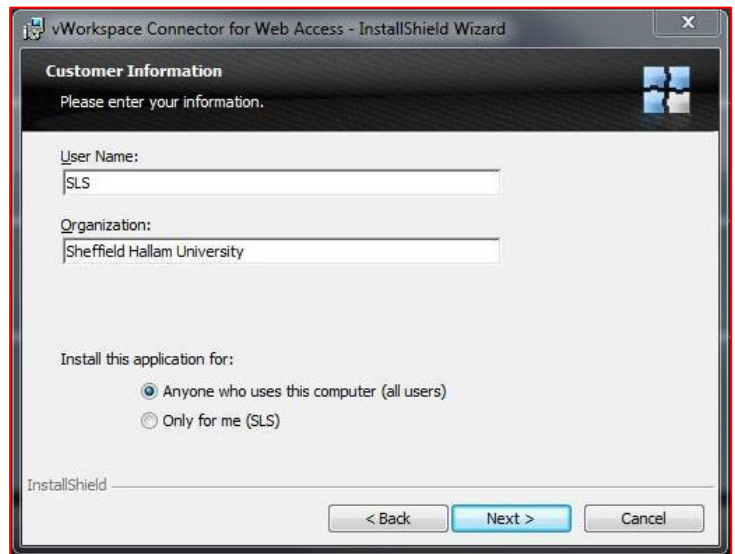 vWorkspace Connector for Web Access - InstallShield Wizard
X
Customer Information
Please enter your information.
User Name:
SLS
Organization:
Sheffield Hallam University
Install this application for:
Anyone who uses this computer (all users)
Only for me (SLS)
InstallShield
< Back Next > Cancel